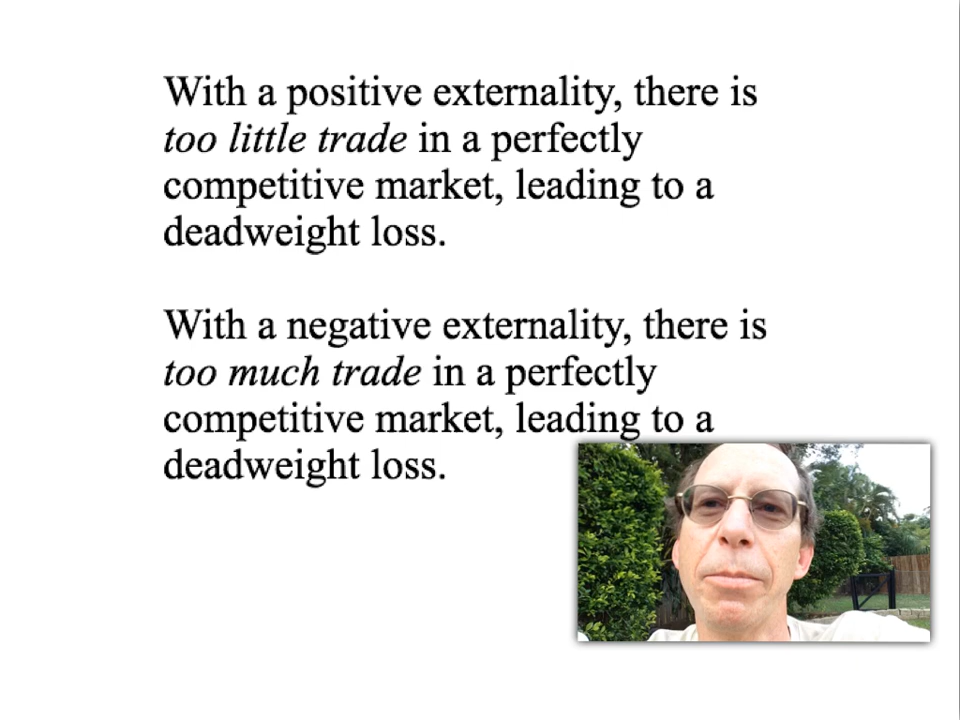 With a positive externality, there is
too little trade in a perfectly
competitive market, leading to a
deadweight loss.
With a negative externality, there is
too much trade in a perfectly
competitive market, leading to a
deadweight loss.